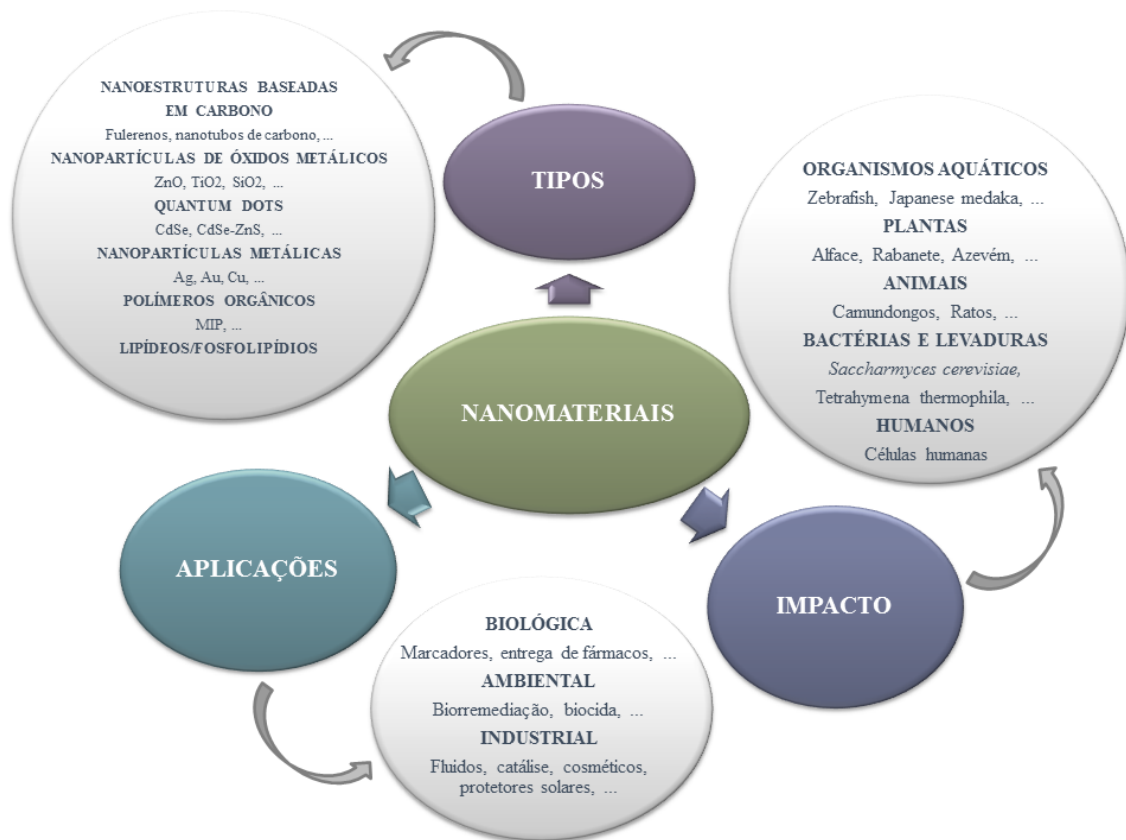 NANOESTRUTURAS BASEADAS
EM CARBONO
Fulerenos, nanotubos de carbono, ...
NANOPARTÍCULAS DE ÓXIDOS METÁLICOS
ZnO, TiO2, SiO2, ...
QUANTUM DOTS
CdSe, CdSe-ZnS, ...
NANOPARTÍCULAS METÁLICAS
Ag, Au, Cu, ...
POLÍMEROS ORGÂNICOS
MIP, ...
LIPÍDEOS/FOSFOLIPÍDIOS
TIPOS
ORGANISMOS AQUÁTICOS
Zebrafish, Japanese medaka, ...
PLANTAS
Alface, Rabanete, Azevém, ...
ANIMAIS
Camundongos, Ratos, ...
BACTÉRIAS E LEVADURAS
Saccharmyces cerevisiae,
Tetrahymena thermophila, ...
HUMANOS
Células humanas
NANOMATERIAIS
APLICAÇÕES
IMPACTO
BIOLÓGICA
Marcadores, entrega de fármacos, ...
AMBIENTAL
Biorremediação, biocida, ...
INDUSTRIAL
Fluidos, catálise, cosméticos,
protetores solares, ...